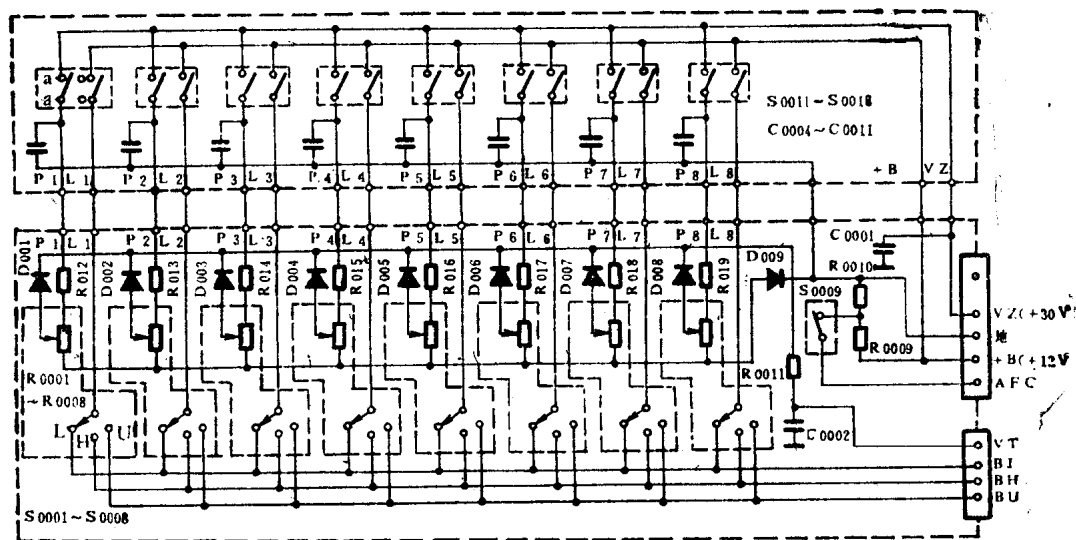 a
a
S0011~S0018
C0004~C0011
P1 L1 P2 L2 P3 L3 P4 L4 P5 L5 P6 L6 P7 L7 P8 L8
+B VZ
P1 L1 P2 L2 P3 L3 P4 L4 P5 L5 P6 L6 P7 L7 P8 L8
D001 R012 D002 R013 D003 R014 D004 R015 D005 R016 D006 R017 D007 R018 D008 R019
D009
C0001
R0010
S0009
VZ(+30V)
地
R0009
+B(+12V
AFC
R0011
R0001
~R0008
L H U
C0002
VT
BI
BH
BU
S0001~S0008